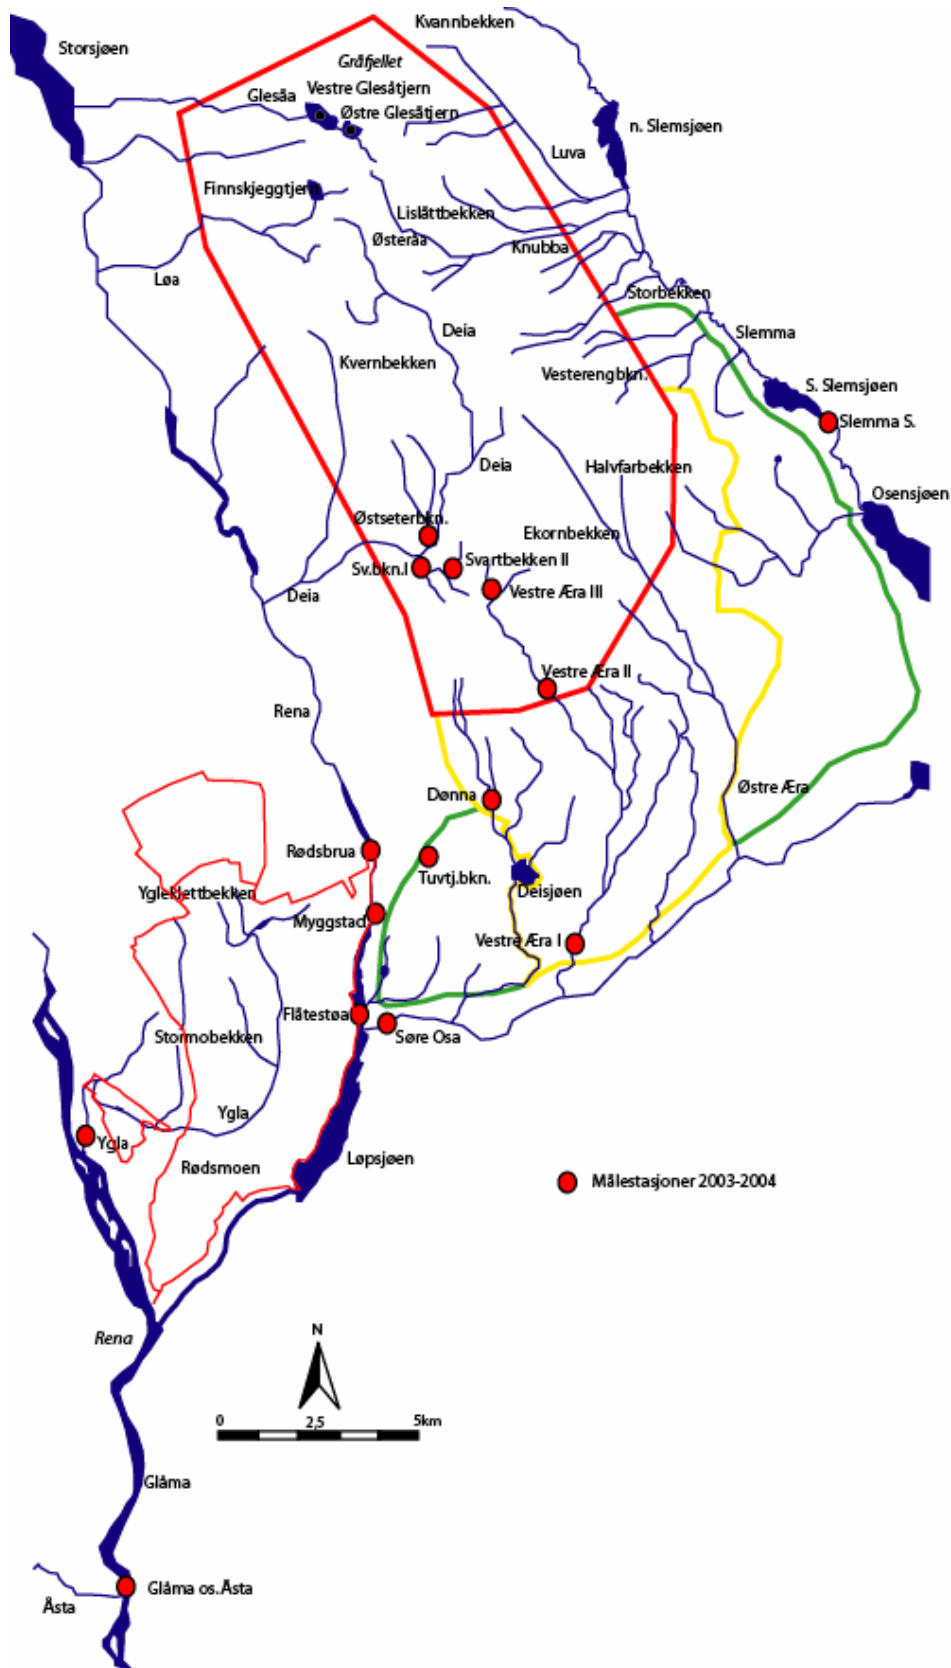 Kvannbekken
Storsjøen
Gråfjellet
Vestre Glesåtjern
Glesåa
Østre Glesåtjern
n. Slemsjøen
Luva
Finnskjeggtjern
Lislåttbekken
Østeråa
Knubba
Løa
Storbekken
Deia
Slemma
Kvernbekken
Vesterengbkn.
S. Slemsjøen
Slemma S.
Deia
Halvfarbekken
Osensjøen
Østseterbkn.
Ekornbekken
Sv.bkn.I
Svartbekken II
Deia
Vestre Æra III
Vestre Æra II
Rena
Østre Æra
Dønna
Rødsbrua
Tuvtj.bkn.
Ygleklettbekken
Deisjøen
Myggstad
Vestre Æra I
Flåtestøa
Stormobekken
Søre Osa
Ygla
Ygla
Rødsmoen
Løpsjøen
Målestasjoner 2003-2004
N
Rena
0 2,5 5km
Glåma
Glåma os.Åsta
Åsta